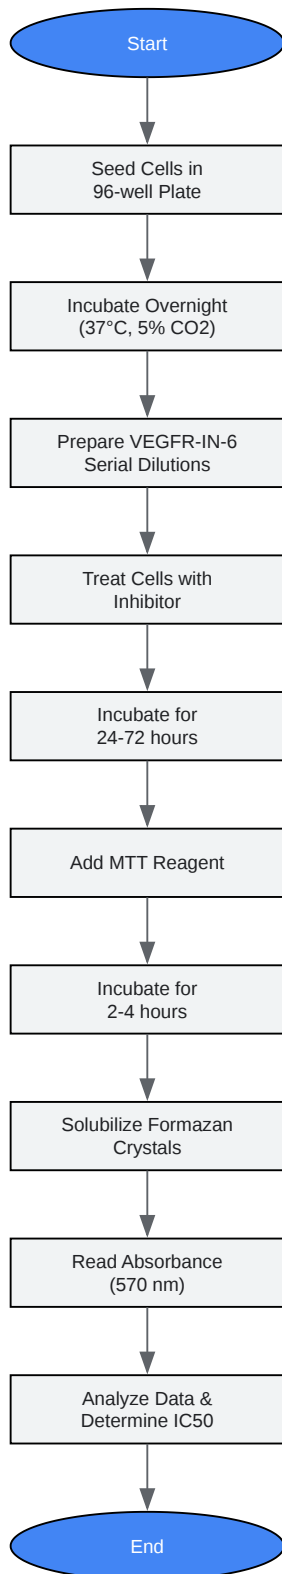 Start
Seed Cells in
96-well Plate
Incubate Overnight
(37°C, 5% CO2)
Prepare VEGFR-IN-6
Serial Dilutions
Treat Cells with
Inhibitor
Incubate for
24-72 hours
Add MTT Reagent
Incubate for
2-4 hours
Solubilize Formazan
Crystals
Read Absorbance
(570 nm)
Analyze Data &
Determine IC50
End